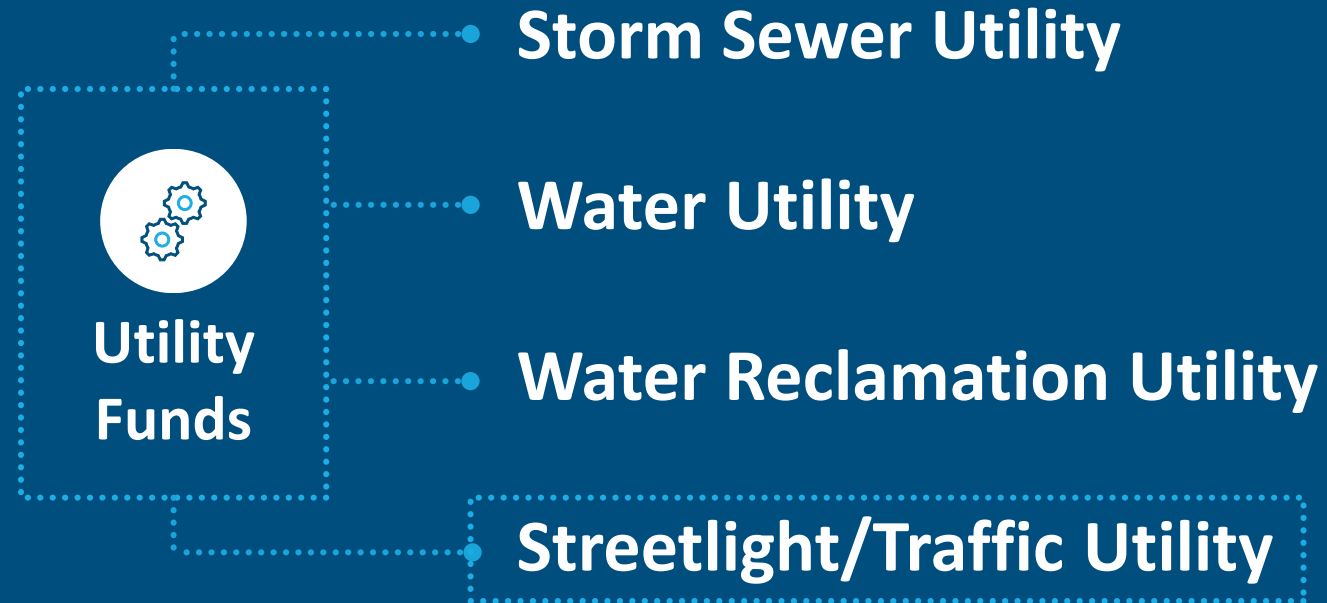 Storm Sewer Utility
Water Utility
Utility
Funds
Water Reclamation Utility
Streetlight/Traffic Utility